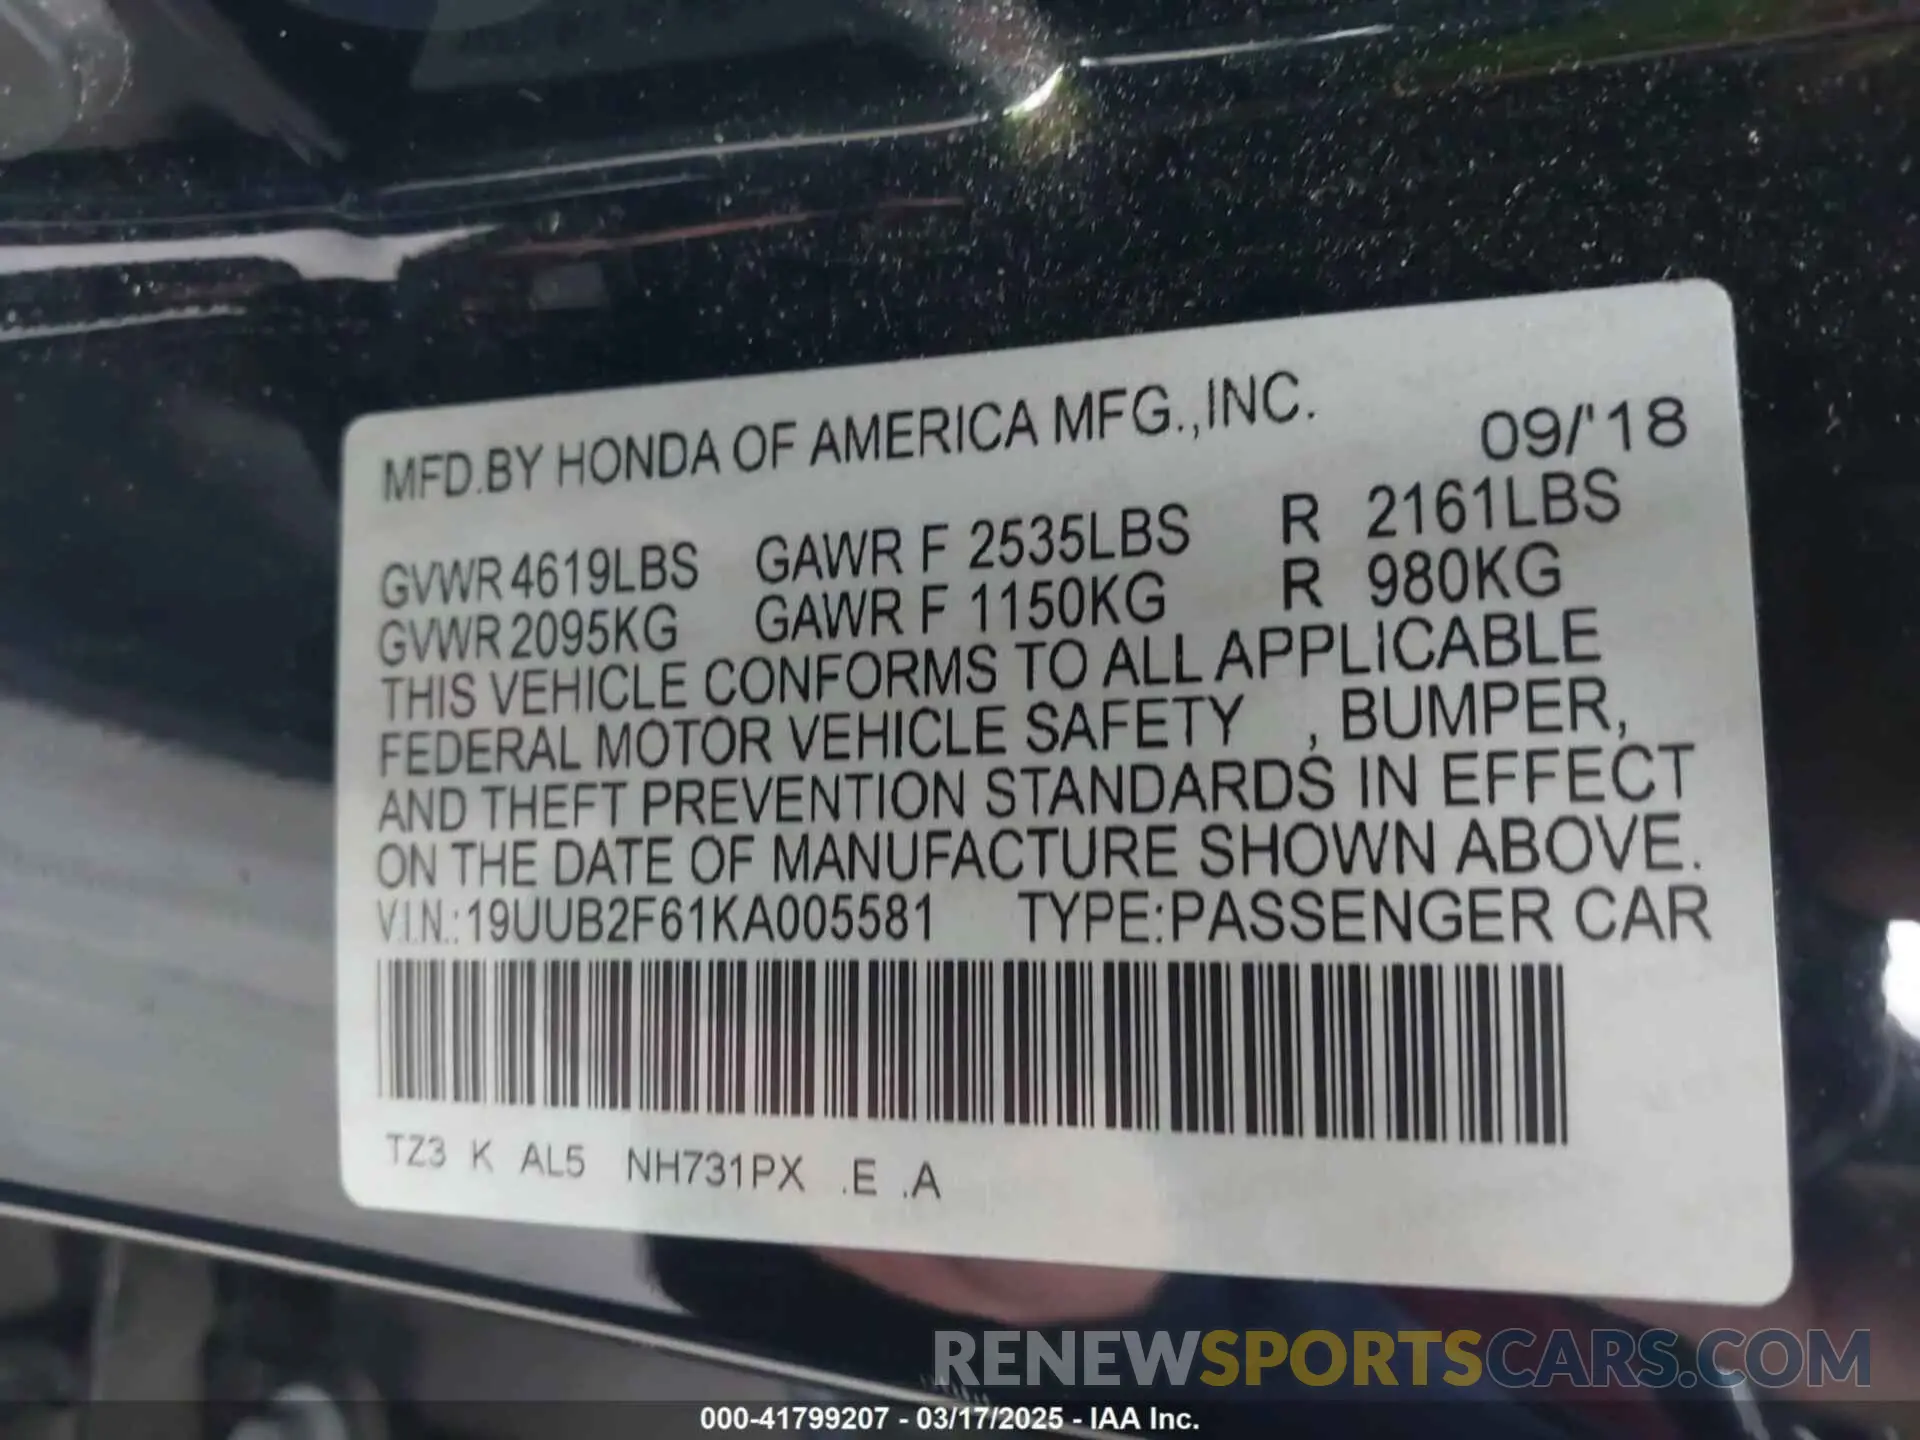 MFD.BY HONDA OF AMERICA MFG.,INC. 09/'18
GVWR 4619LBS GAWR F 2535LBS R 2161LBS
GVWR 2095KG GAWR F 1150KG R 980KG
THIS VEHICLE CONFORMS TO ALL APPLICABLE
FEDERAL MOTOR VEHICLE SAFETY , BUMPER,
AND THEFT PREVENTION STANDARDS IN EFFECT
ON THE DATE OF MANUFACTURE SHOWN ABOVE.
V.I.N.:19UUB2F61KA005581 TYPE:PASSENGER CAR
TZ3 K AL5 NH731PX .E .A
RENEWSPORTSCARS.COM
000-41799207 - 03/17/2025 - IAA Inc.